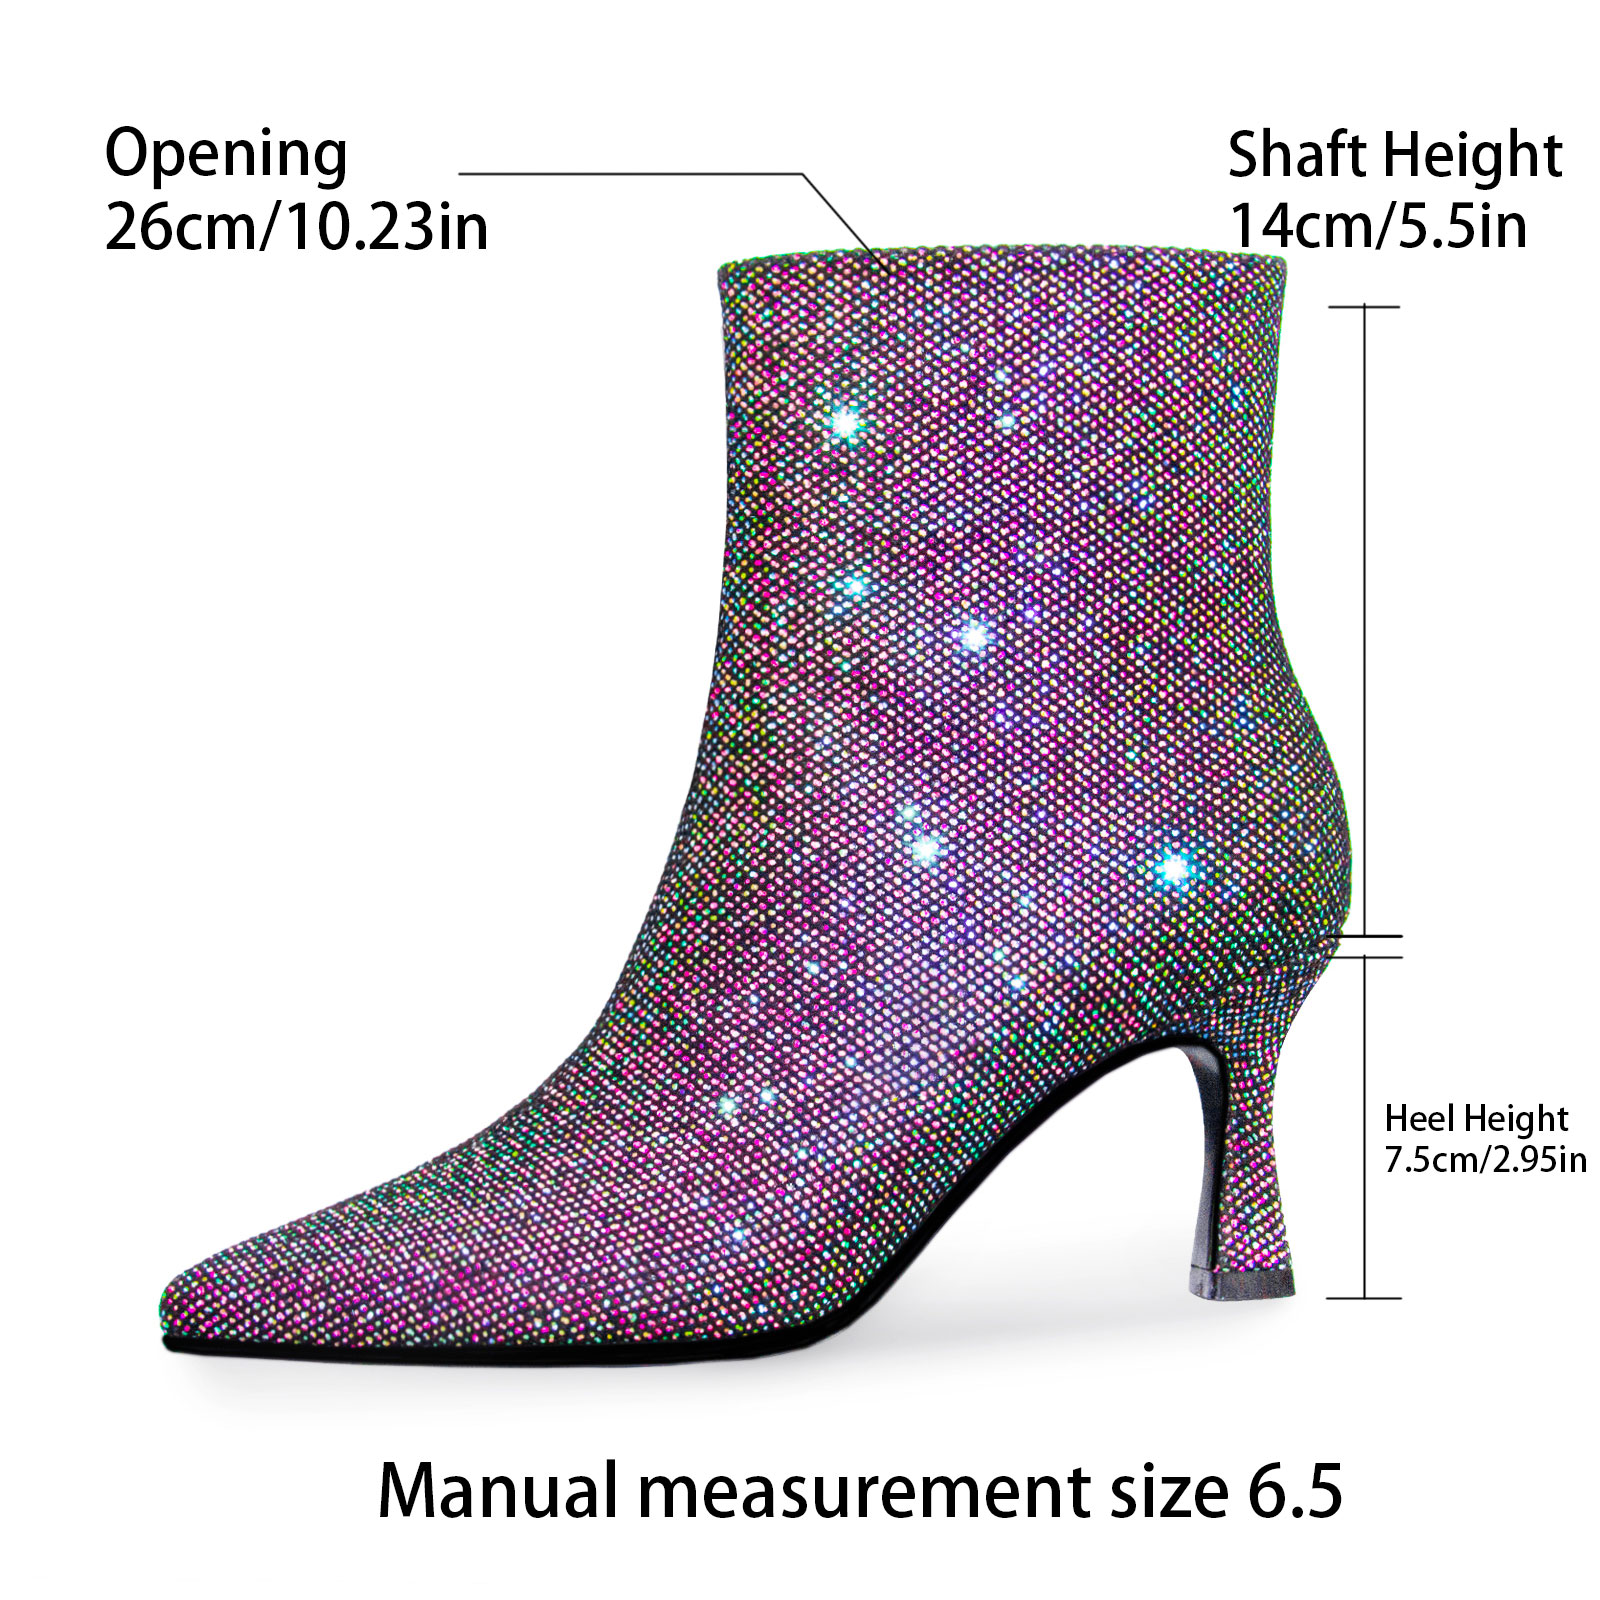 Opening
26cm/10.23in
Shaft Height
14cm/5.5in
Heel Height
7.5cm/2.95in
Manual measurement size 6.5